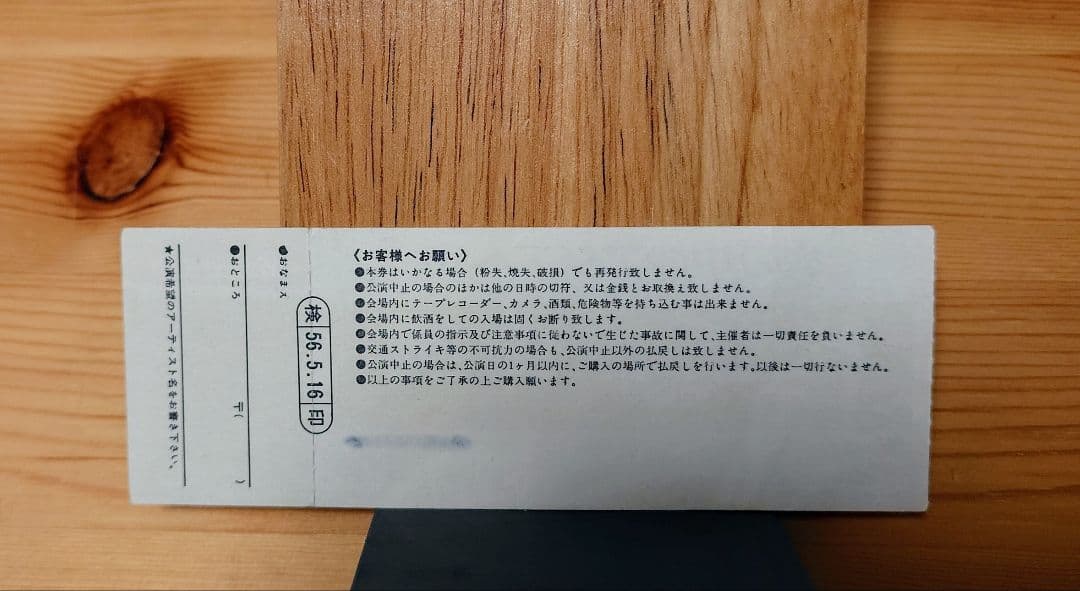 《お客様へお願い》
●本券はいかなる場合（粉失、焼失、破損）でも再発行致しません。
●公演中止の場合のほかは他の日時の切符、又は金銭とお取換え致しません。
●会場内にテープレコーダー、カメラ、酒類、危険物等を持ち込む事は出来ません。
●会場内に飲酒をしての入場は固くお断り致します。
●会場内で係員の指示及び注意事項に従わないで生じた事故に関して、主催者は一切責任を負いません。
●交通ストライキ等の不可抗力の場合も、公演中止以外の払戻しは致しません。
●公演中止の場合は、公演日の1ヶ月以内に、ご購入の場所で払戻しを行います。以後は一切行ないません。
●以上の事項をご了承の上ご購入願います。
検 56.5.16 印
●おなまえ
●おところ 〒（ ）
★公演希望のアーティスト名をお書き下さい。